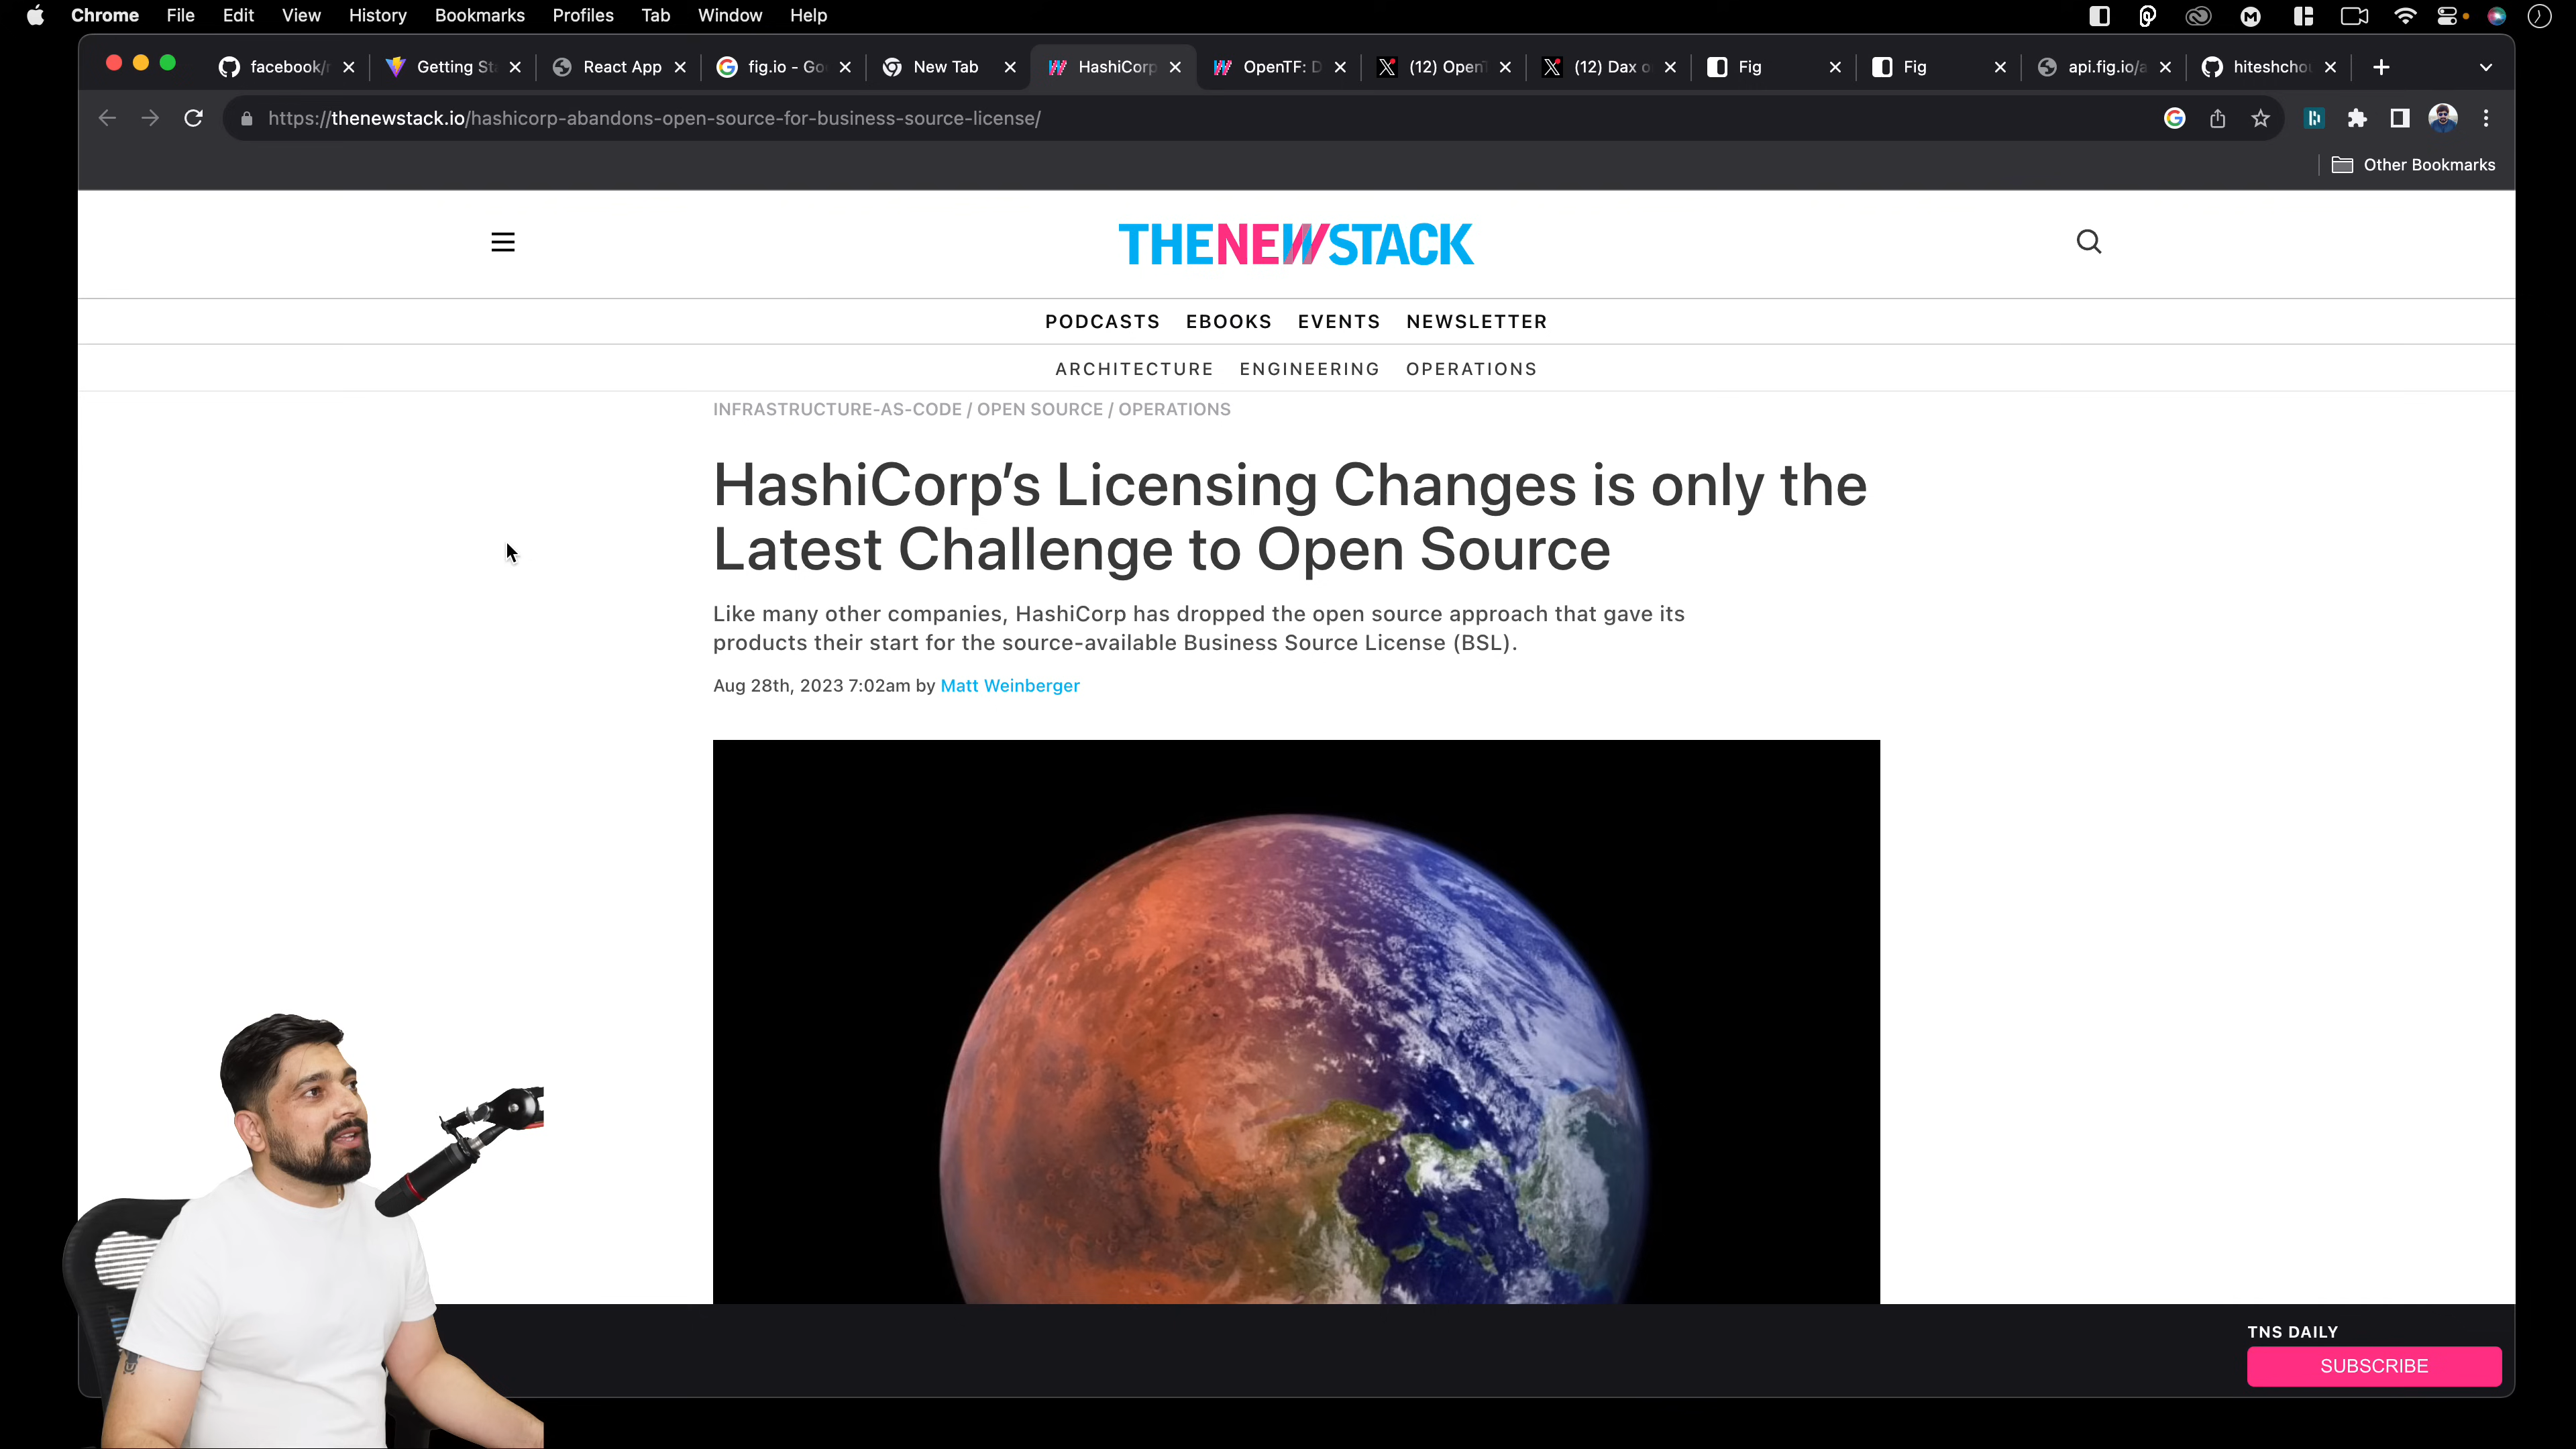 Chrome File Edit View History Bookmarks Profiles Tab Window Help
facebook/r Getting St React App fig.io - Go New Tab HashiCorp OpenTF: D (12) OpenT (12) Dax o Fig Fig api.fig.io/a hiteshchou
https://thenewstack.io/hashicorp-abandons-open-source-for-business-source-license/
Other Bookmarks
THENEWSTACK
PODCASTS EBOOKS EVENTS NEWSLETTER
ARCHITECTURE ENGINEERING OPERATIONS
INFRASTRUCTURE-AS-CODE / OPEN SOURCE / OPERATIONS
HashiCorp’s Licensing Changes is only the
Latest Challenge to Open Source
Like many other companies, HashiCorp has dropped the open source approach that gave its
products their start for the source-available Business Source License (BSL).
Aug 28th, 2023 7:02am by Matt Weinberger
TNS DAILY
SUBSCRIBE